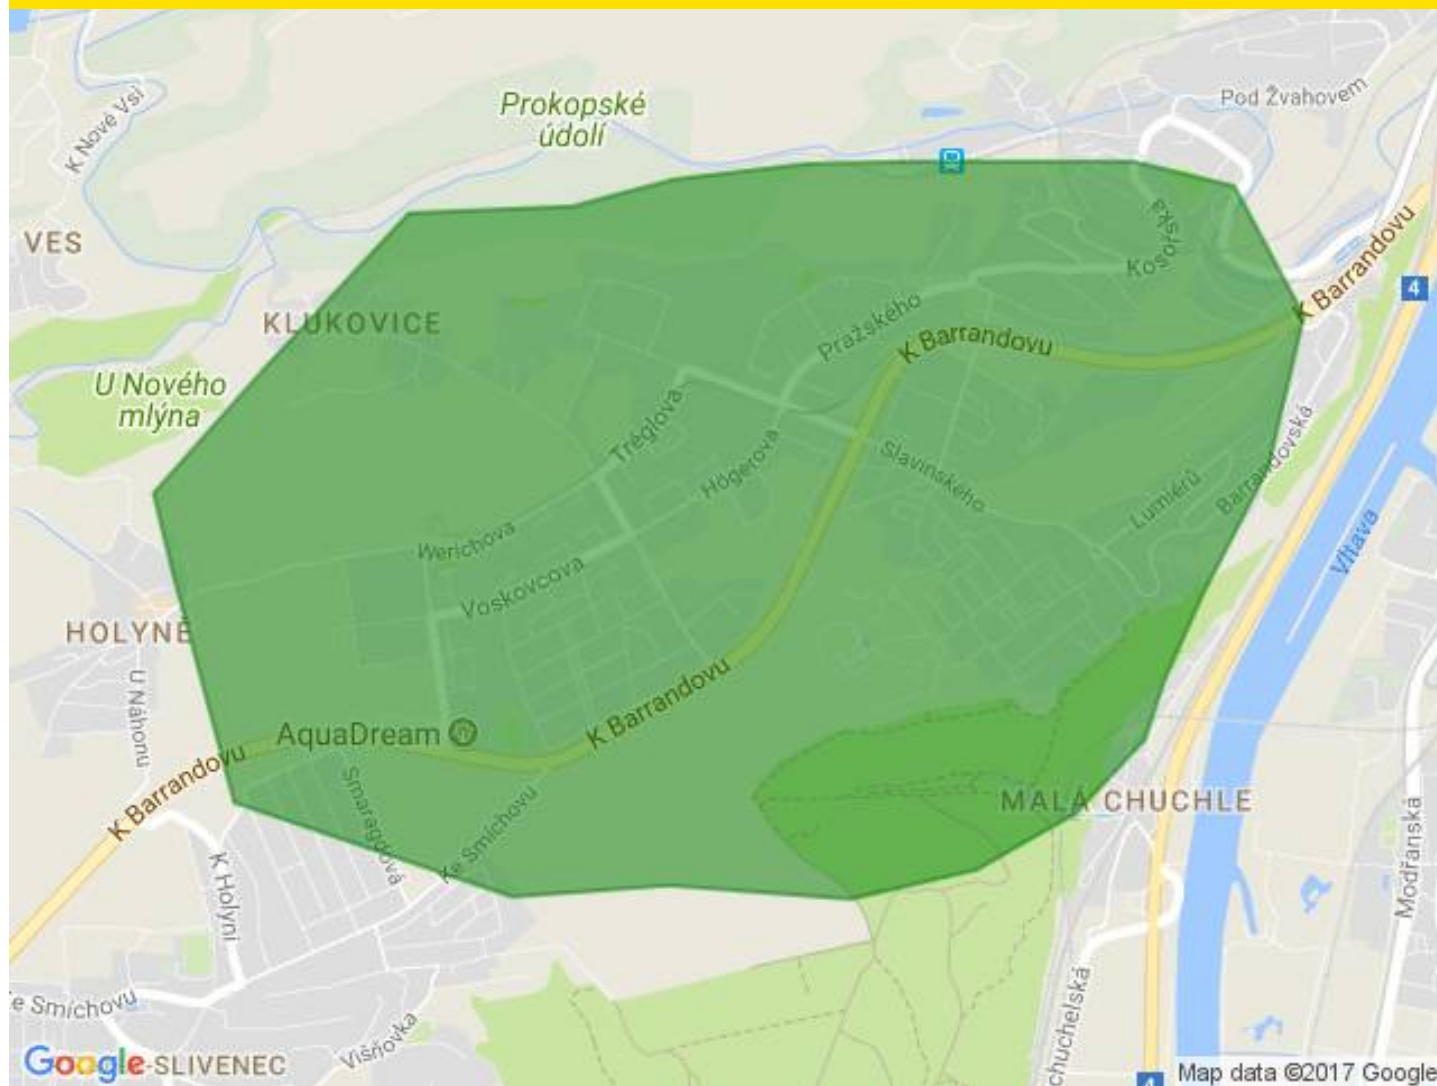 Pod Žvahovem
Prokopské
údolí
K Nové Vsi
VES
Kosořská
K Barrandovu
4
KLUKOVICE
Pražského
K Barrandovu
U Nového
mlýna
Tréglova
Högerova
Slavínského
Lumiérů
Barrandovská
Vltava
Werichova
Voskovcova
HOLYNĚ
U Náhonu
K Barrandovu
AquaDream
K Barrandovu
Smaragdová
Ke Smíchovu
MALÁ CHUCHLE
Modřanská
K Holyni
e Smíchovu
Višňovka
chuchelská
Google
-SLIVENEC
4
Map data ©2017 Google